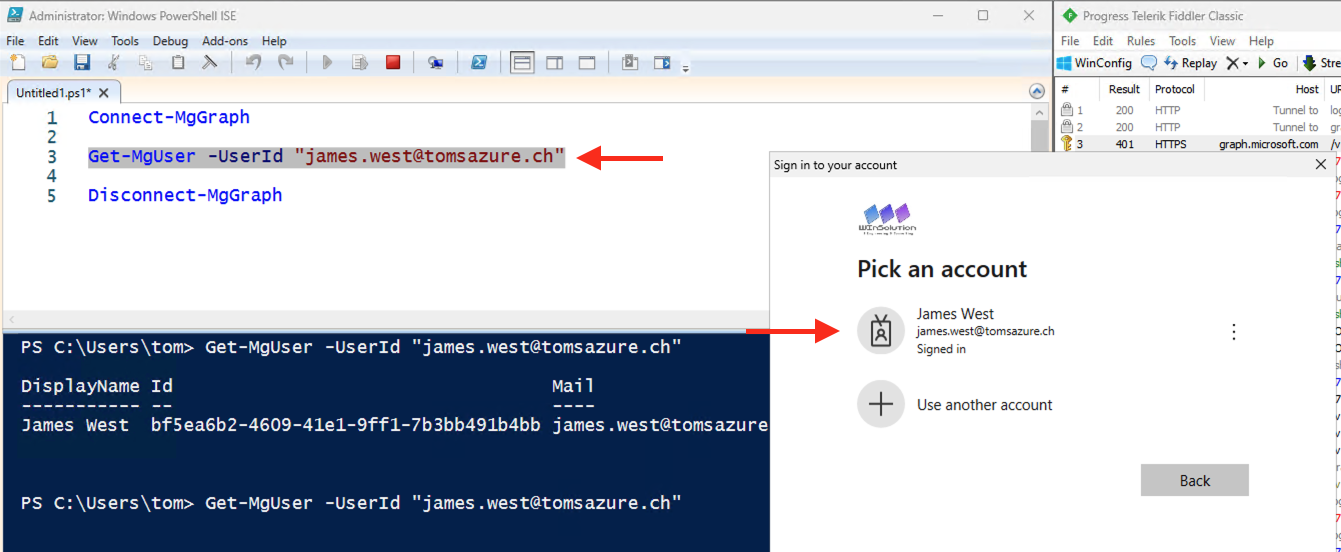 Administrator: Windows PowerShell ISE
File Edit View Tools Debug Add-ons Help
Untitled1.ps1* X
1 Connect-MgGraph
2
3 Get-MgUser -UserId "james.west@tomsazure.ch"
4
5 Disconnect-MgGraph
PS C:\Users\tom> Get-MgUser -UserId "james.west@tomsazure.ch"
DisplayName Id Mail
----------- -- ----
James West bf5ea6b2-4609-41e1-9ff1-7b3bb491b4bb james.west@tomsazure
PS C:\Users\tom> Get-MgUser -UserId "james.west@tomsazure.ch"
Progress Telerik Fiddler Classic
File Edit Rules Tools View Help
WinConfig Replay Go Stre
# Result Protocol Host UR
1 200 HTTP Tunnel to log
2 200 HTTP Tunnel to gra
3 401 HTTPS graph.microsoft.com /v
Sign in to your account
WInSolution
Pick an account
James West
james.west@tomsazure.ch
Signed in
Use another account
Back